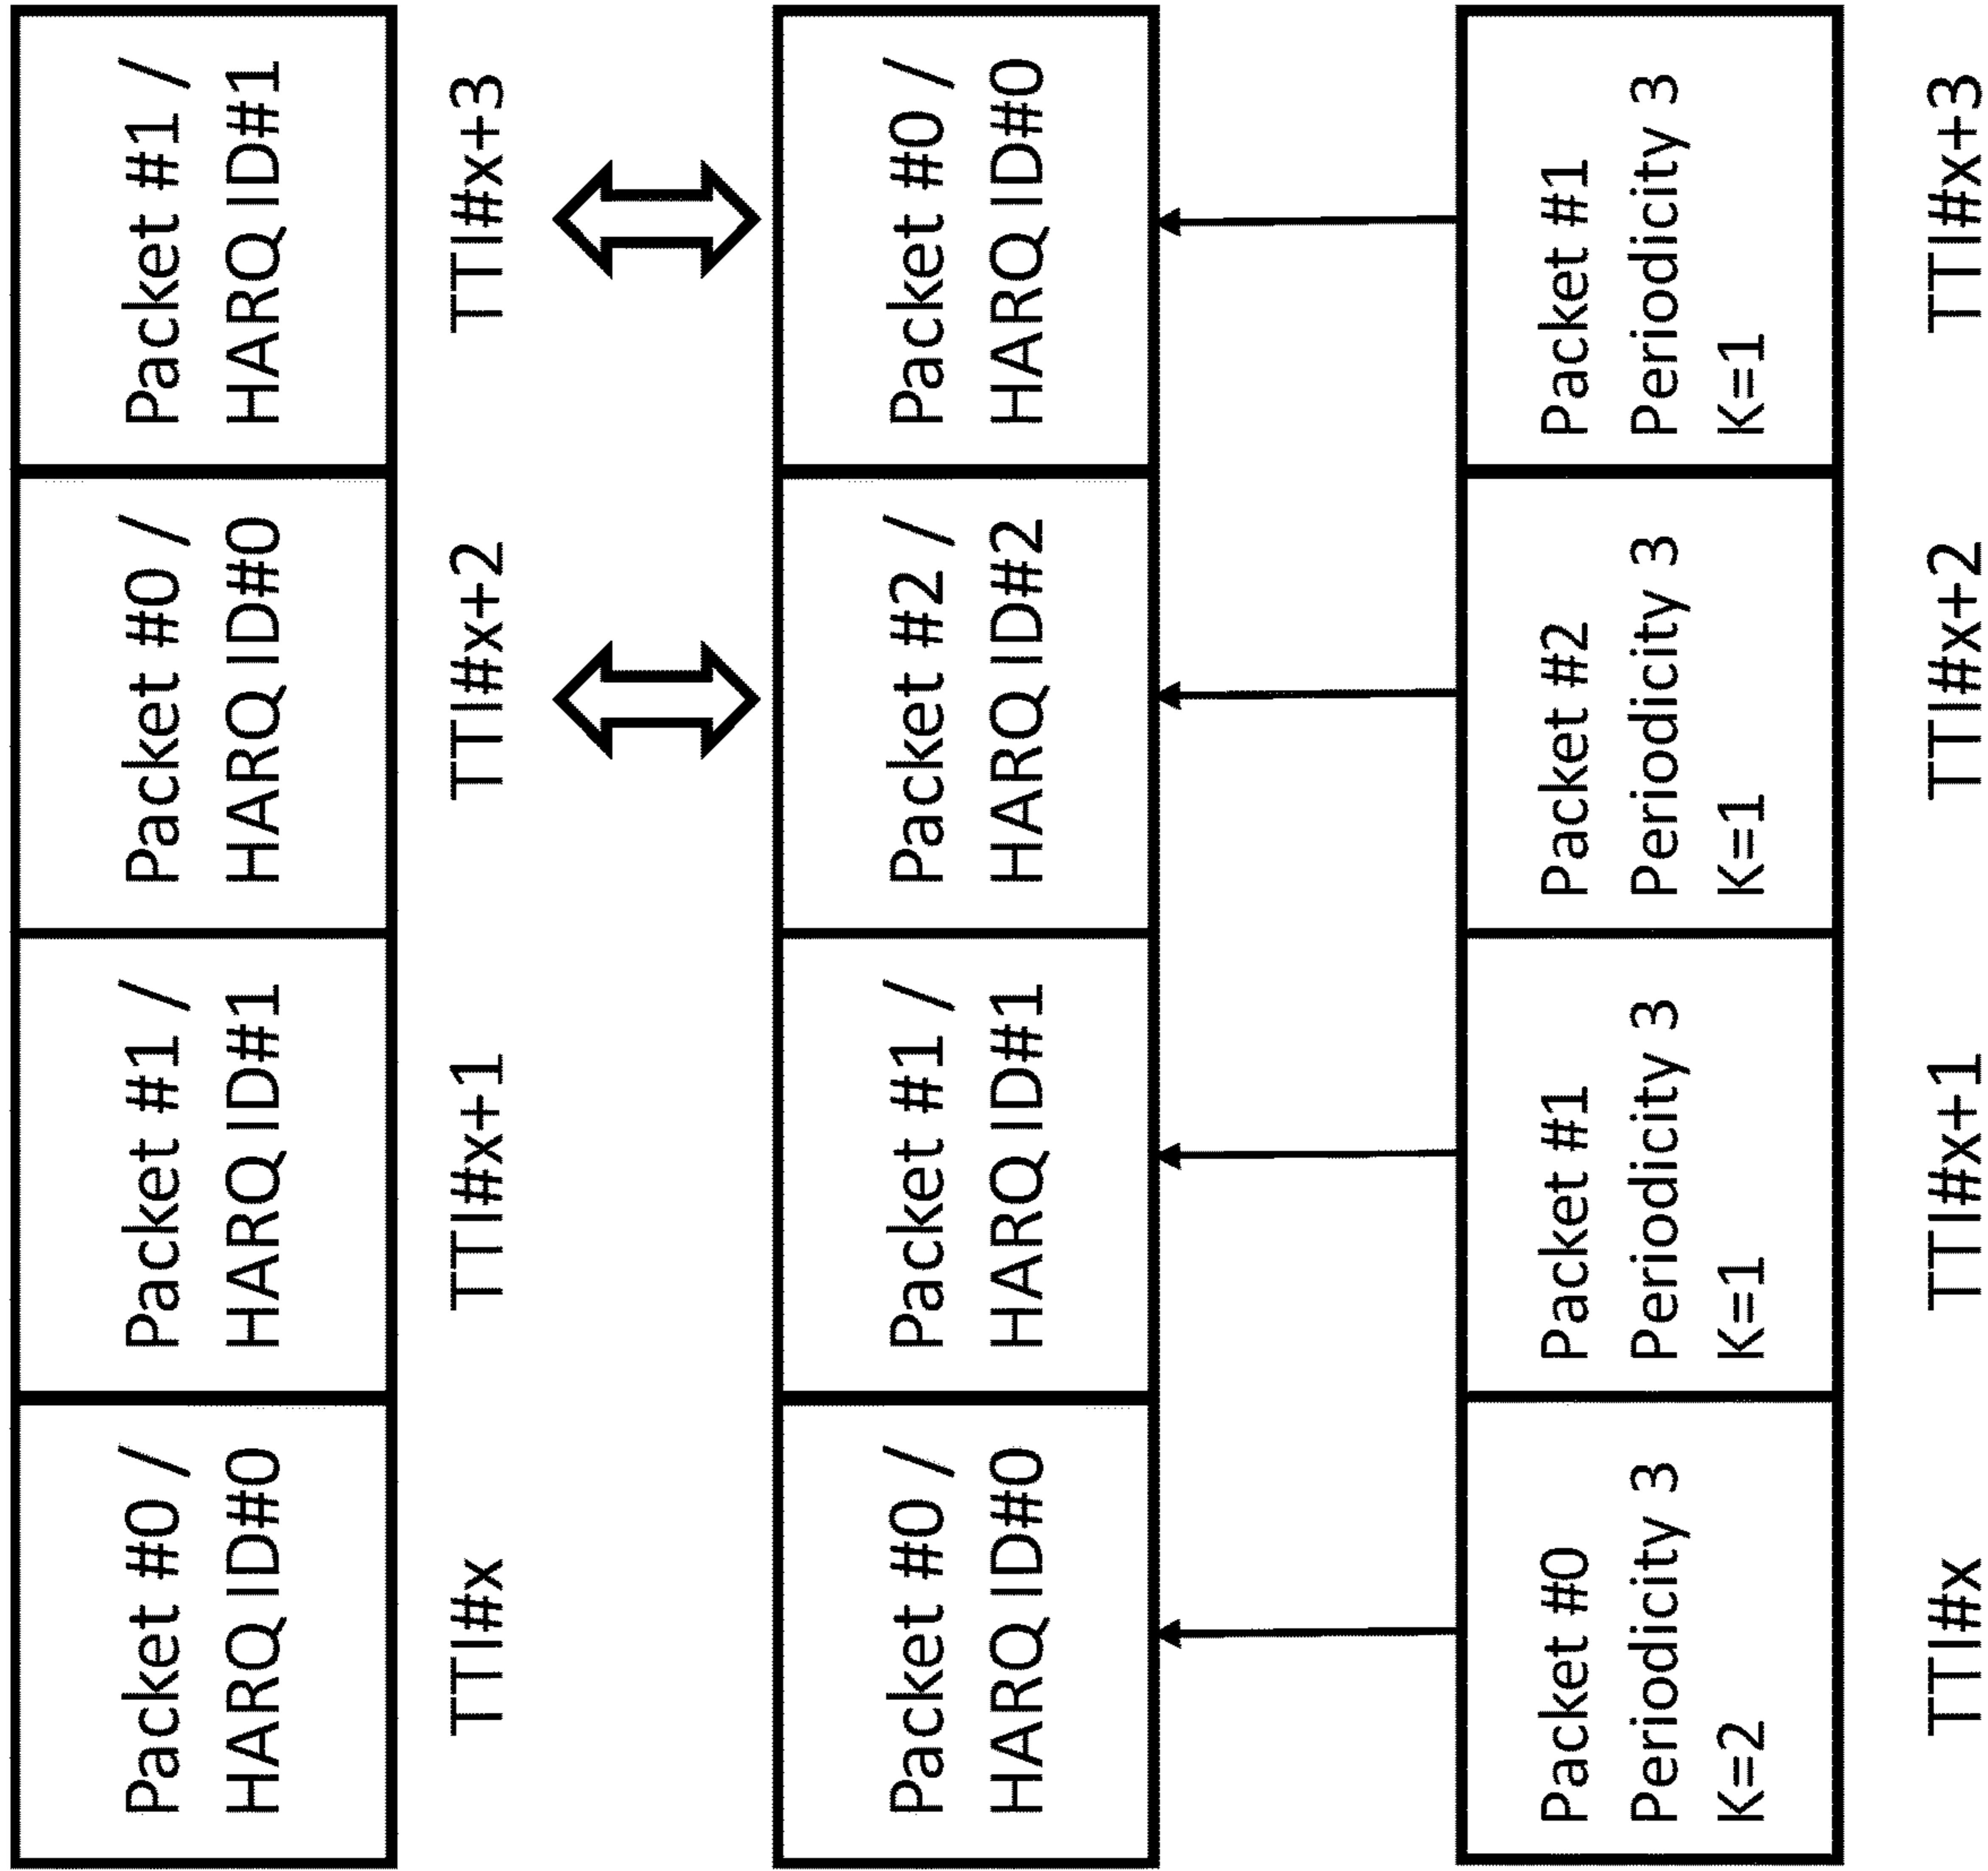 Packet #0 /
HARQ ID#0
Packet #1 /
HARQ ID#1
Packet #0 /
HARQ ID#0
Packet #1 /
HARQ ID#1
TTI#x
TTI#x+1
TTI#x+2
TTI#x+3
Packet #0 /
HARQ ID#0
Packet #1 /
HARQ ID#1
Packet #2 /
HARQ ID#2
Packet #0 /
HARQ ID#0
Packet #0
Periodicity 3
K=2
Packet #1
Periodicity 3
K=1
Packet #2
Periodicity 3
K=1
Packet #1
Periodicity 3
K=1
TTI#x
TTI#x+1
TTI#x+2
TTI#x+3